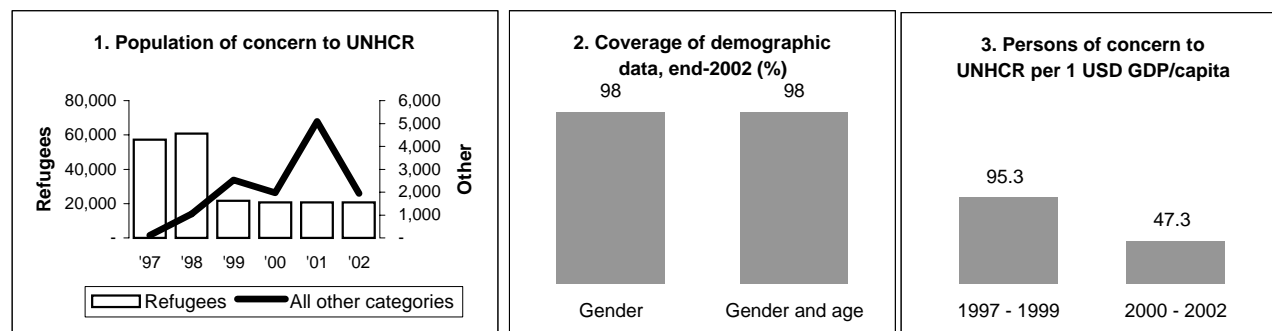 1. Population of concern to UNHCR
80,000
60,000
40,000
20,000
-
Refugees
6,000
5,000
4,000
3,000
2,000
1,000
-
Other
'97 '98 '99 '00 '01 '02
Refugees All other categories
2. Coverage of demographic
data, end-2002 (%)
98 98
Gender Gender and age
3. Persons of concern to
UNHCR per 1 USD GDP/capita
95.3
47.3
1997 - 1999 2000 - 2002